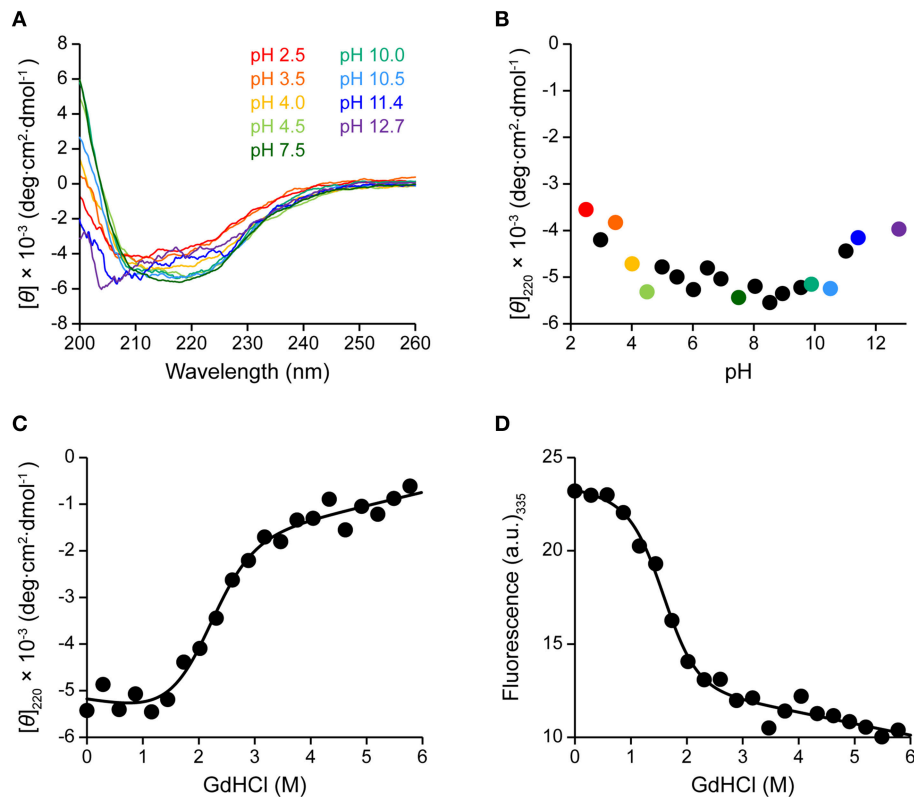 A
[θ] × 10⁻³ (deg·cm²·dmol⁻¹)
8
6
4
2
0
-2
-4
-6
-8
pH 2.5
pH 3.5
pH 4.0
pH 4.5
pH 7.5
pH 10.0
pH 10.5
pH 11.4
pH 12.7
200 210 220 230 240 250 260
Wavelength (nm)
B
[θ]₂₂₀ × 10⁻³ (deg·cm²·dmol⁻¹)
0
-1
-2
-3
-4
-5
-6
2 4 6 8 10 12
pH
C
[θ]₂₂₀ × 10⁻³ (deg·cm²·dmol⁻¹)
0
-1
-2
-3
-4
-5
-6
0 1 2 3 4 5 6
GdHCl (M)
D
Fluorescence (a.u.)₃₃₅
25
20
15
10
0 1 2 3 4 5 6
GdHCl (M)